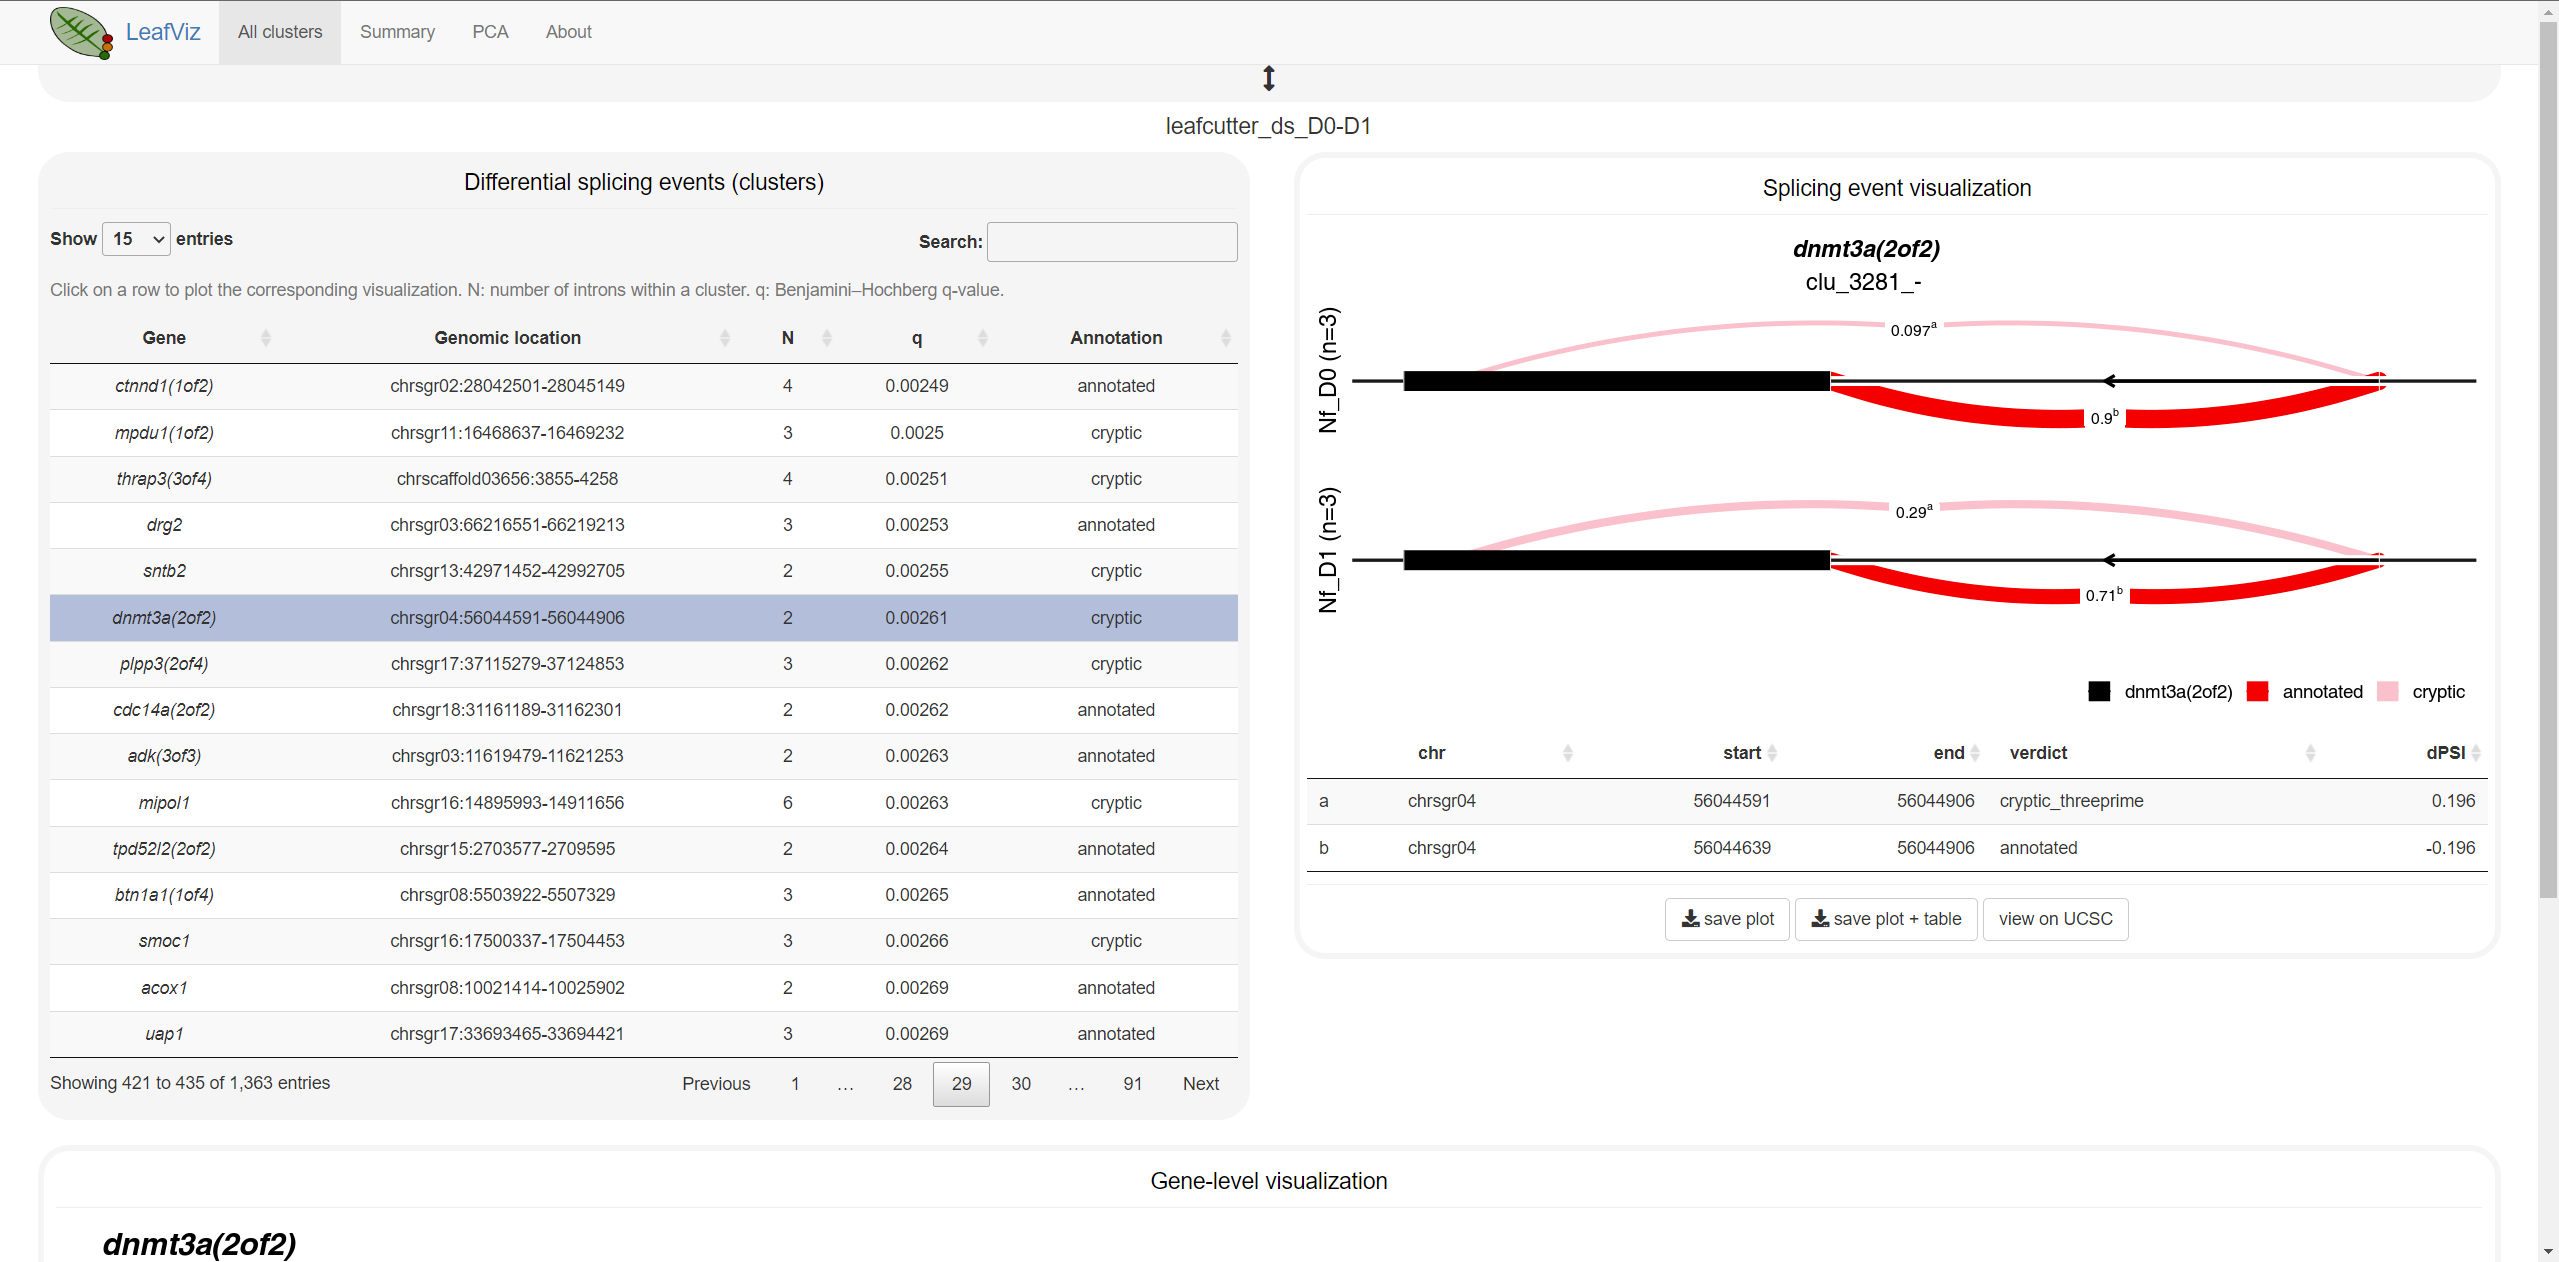 LeafViz All clusters Summary PCA About
leafcutter_ds_D0-D1
Differential splicing events (clusters)
Show 15 entries Search:
Click on a row to plot the corresponding visualization. N: number of introns within a cluster. q: Benjamini–Hochberg q-value.
Gene Genomic location N q Annotation
ctnnd1(1of2) chrsgr02:28042501-28045149 4 0.00249 annotated
mpdu1(1of2) chrsgr11:16468637-16469232 3 0.0025 cryptic
thrap3(3of4) chrscaffold03656:3855-4258 4 0.00251 cryptic
drg2 chrsgr03:66216551-66219213 3 0.00253 annotated
sntb2 chrsgr13:42971452-42992705 2 0.00255 cryptic
dnmt3a(2of2) chrsgr04:56044591-56044906 2 0.00261 cryptic
plpp3(2of4) chrsgr17:37115279-37124853 3 0.00262 cryptic
cdc14a(2of2) chrsgr18:31161189-31162301 2 0.00262 annotated
adk(3of3) chrsgr03:11619479-11621253 2 0.00263 annotated
mipol1 chrsgr16:14895993-14911656 6 0.00263 cryptic
tpd52l2(2of2) chrsgr15:2703577-2709595 2 0.00264 annotated
btn1a1(1of4) chrsgr08:5503922-5507329 3 0.00265 annotated
smoc1 chrsgr16:17500337-17504453 3 0.00266 cryptic
acox1 chrsgr08:10021414-10025902 2 0.00269 annotated
uap1 chrsgr17:33693465-33694421 3 0.00269 annotated
Showing 421 to 435 of 1,363 entries Previous 1 … 28 29 30 … 91 Next
Splicing event visualization
dnmt3a(2of2)
clu_3281_-
Nf_D0 (n=3)
0.097a
0.9b
Nf_D1 (n=3)
0.29a
0.71b
dnmt3a(2of2) annotated cryptic
chr start end verdict dPSI
a chrsgr04 56044591 56044906 cryptic_threeprime 0.196
b chrsgr04 56044639 56044906 annotated -0.196
save plot save plot + table view on UCSC
Gene-level visualization
dnmt3a(2of2)